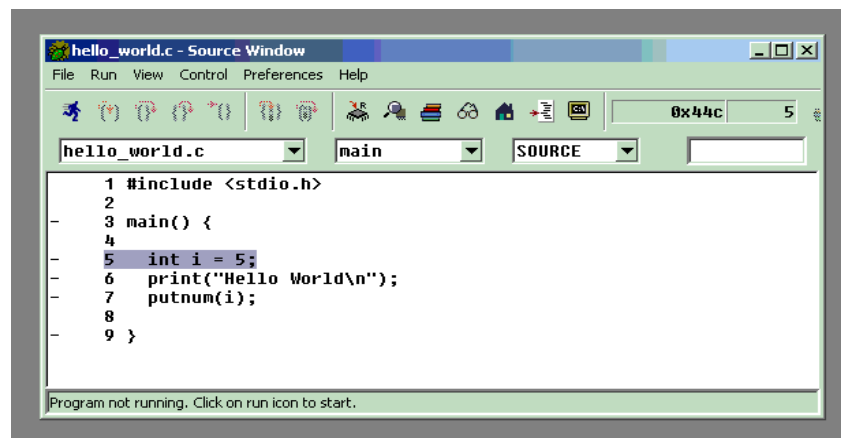 hello_world.c - Source Window
File Run View Control Preferences Help
0x44c 5
hello_world.c main SOURCE
1 #include <stdio.h>
2
- 3 main() {
4
- 5 int i = 5;
- 6 print("Hello World\n");
- 7 putnum(i);
8
- 9 }
Program not running. Click on run icon to start.